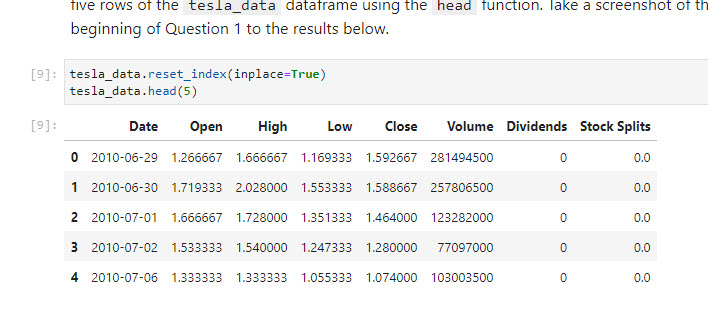 five rows of the tesla_data dataframe using the head function. Take a screenshot of th
beginning of Question 1 to the results below.
[9]: tesla_data.reset_index(inplace=True)
tesla_data.head(5)
[9]: Date Open High Low Close Volume Dividends Stock Splits
0 2010-06-29 1.266667 1.666667 1.169333 1.592667 281494500 0 0.0
1 2010-06-30 1.719333 2.028000 1.553333 1.588667 257806500 0 0.0
2 2010-07-01 1.666667 1.728000 1.351333 1.464000 123282000 0 0.0
3 2010-07-02 1.533333 1.540000 1.247333 1.280000 77097000 0 0.0
4 2010-07-06 1.333333 1.333333 1.055333 1.074000 103003500 0 0.0